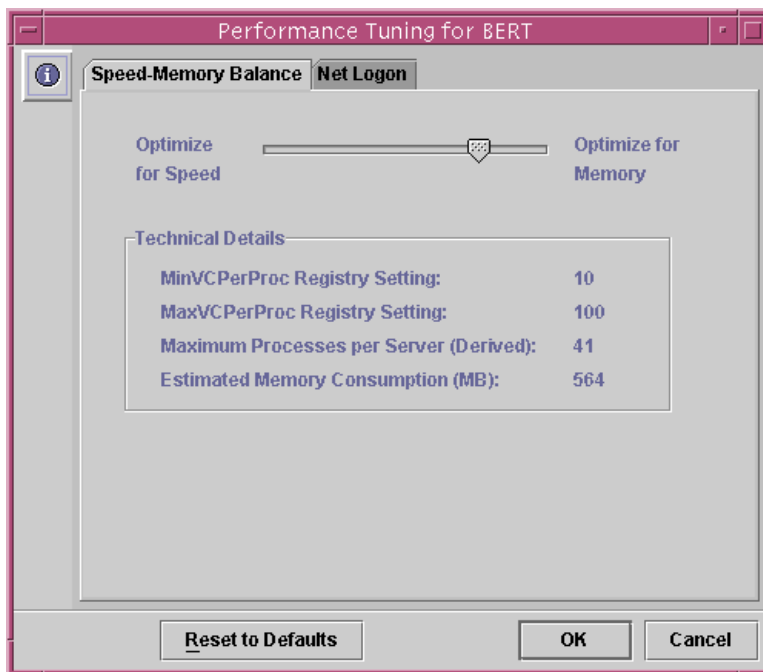 Performance Tuning for BERT
Speed-Memory Balance Net Logon
Optimize for Speed
Optimize for Memory
Technical Details
MinVCPerProc Registry Setting: 10
MaxVCPerProc Registry Setting: 100
Maximum Processes per Server (Derived): 41
Estimated Memory Consumption (MB): 564
Reset to Defaults OK Cancel